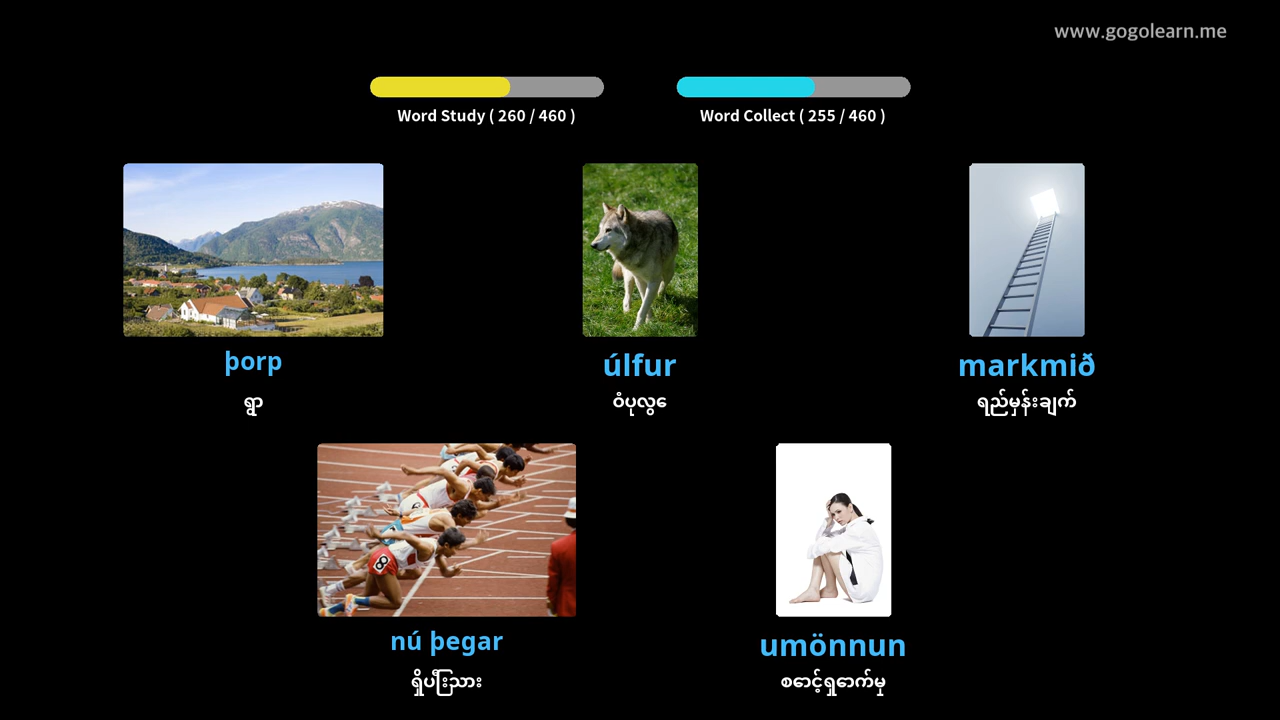 www.gogolearn.me
Word Study ( 260 / 460 )
Word Collect ( 255 / 460 )
þorp
ရွာ
úlfur
ဝံပုလွေ
markmið
ရည်မှန်းချက်
nú þegar
ရှိပြီးသား
umönnun
စောင့်ရှောက်မှု